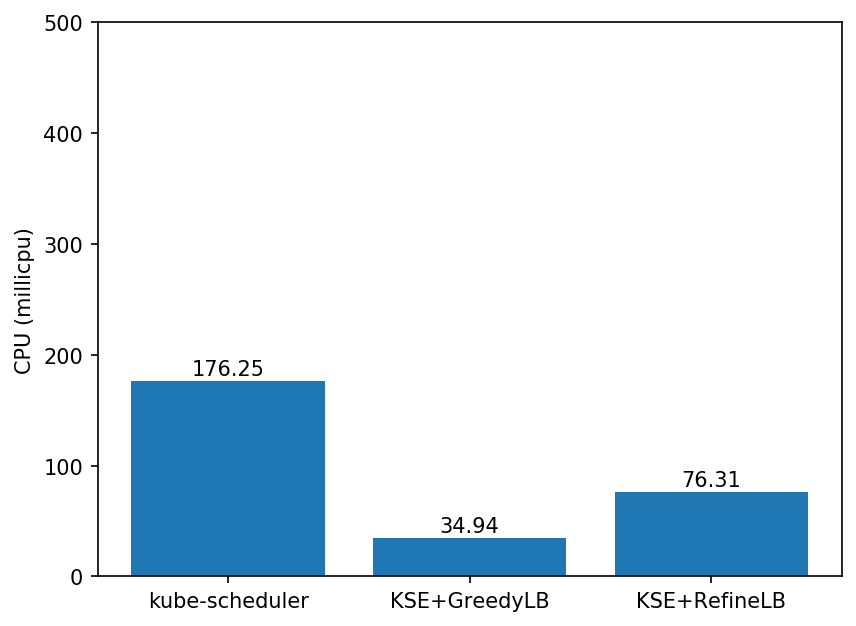 500
400
300
200
100
0
CPU (millicpu)
176.25
34.94
76.31
kube-scheduler
KSE+GreedyLB
KSE+RefineLB